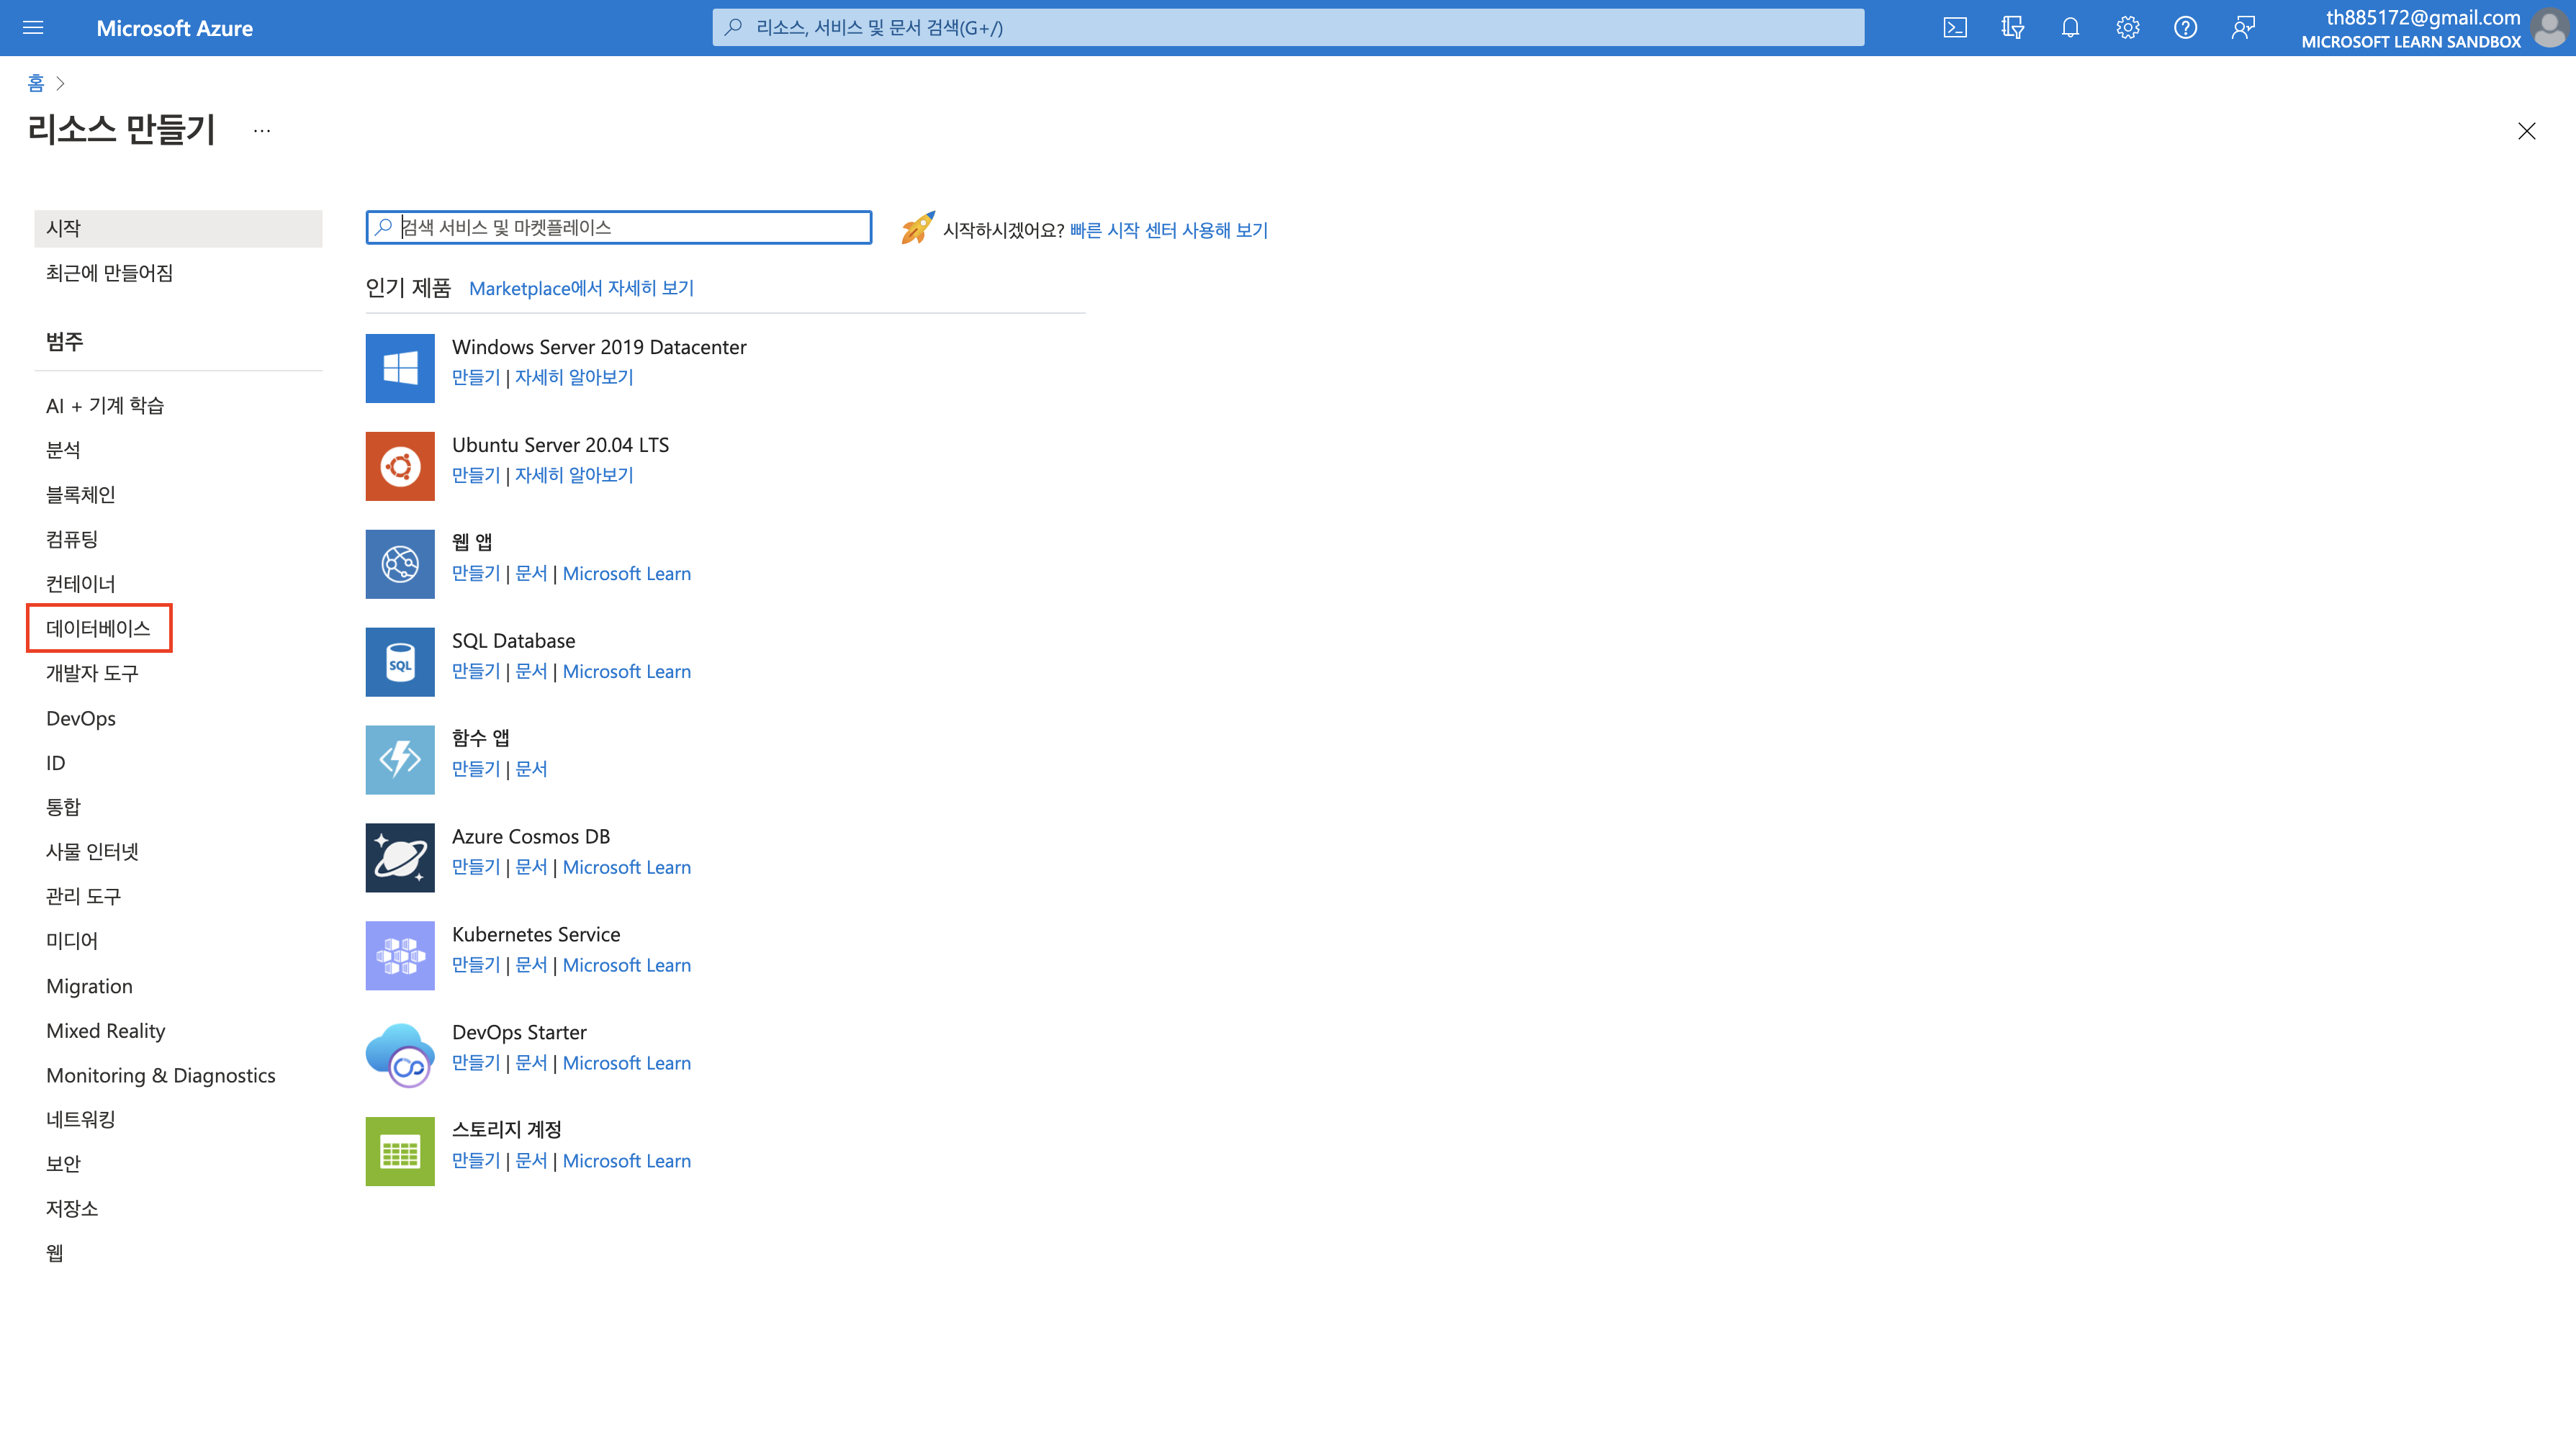 Microsoft Azure
리소스, 서비스 및 문서 검색(G+/)
th885172@gmail.com
MICROSOFT LEARN SANDBOX
홈
리소스 만들기 ...
시작
최근에 만들어짐
범주
AI + 기계 학습
분석
블록체인
컴퓨팅
컨테이너
데이터베이스
개발자 도구
DevOps
ID
통합
사물 인터넷
관리 도구
미디어
Migration
Mixed Reality
Monitoring & Diagnostics
네트워킹
보안
저장소
웹
검색 서비스 및 마켓플레이스
시작하시겠어요? 빠른 시작 센터 사용해 보기
인기 제품 Marketplace에서 자세히 보기
Windows Server 2019 Datacenter
만들기 | 자세히 알아보기
Ubuntu Server 20.04 LTS
만들기 | 자세히 알아보기
웹 앱
만들기 | 문서 | Microsoft Learn
SQL
SQL Database
만들기 | 문서 | Microsoft Learn
함수 앱
만들기 | 문서
Azure Cosmos DB
만들기 | 문서 | Microsoft Learn
Kubernetes Service
만들기 | 문서 | Microsoft Learn
DevOps Starter
만들기 | 문서 | Microsoft Learn
스토리지 계정
만들기 | 문서 | Microsoft Learn